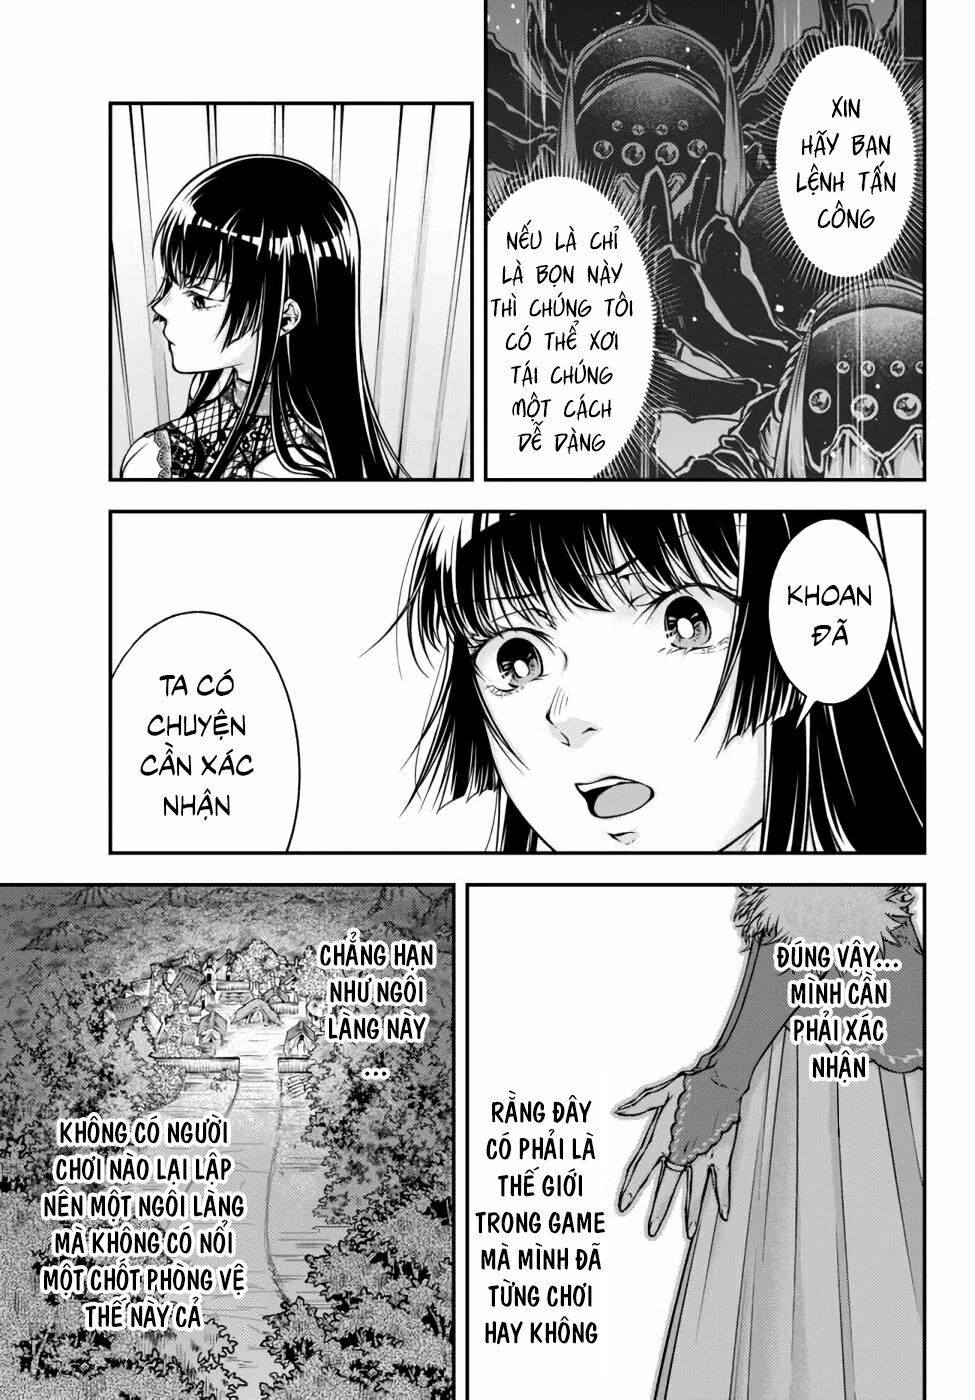 XIN
HÃY BAN
LỆNH TẤN
CÔNG
NẾU LÀ CHỈ
LÀ BỌN NÀY
THÌ CHÚNG TÔI
CÓ THỂ XƠI
TÁI CHÚNG
MỘT CÁCH
DỄ DÀNG
KHOAN
ĐÃ
TA CÓ
CHUYỆN
CẦN XÁC
NHẬN
ĐÚNG VẬY...
MÌNH CẦN
PHẢI XÁC
NHẬN
RẰNG ĐÂY
CÓ PHẢI LÀ
THẾ GIỚI
TRONG GAME
MÀ MÌNH ĐÃ
TỪNG CHƠI
HAY KHÔNG
CHẲNG HẠN
NHƯ NGÔI
LÀNG NÀY
...
KHÔNG CÓ NGƯỜI
CHƠI NÀO LẠI LẬP
NÊN MỘT NGÔI LÀNG
MÀ KHÔNG CÓ NỔI
MỘT CHỐT PHÒNG VỆ
THẾ NÀY CẢ